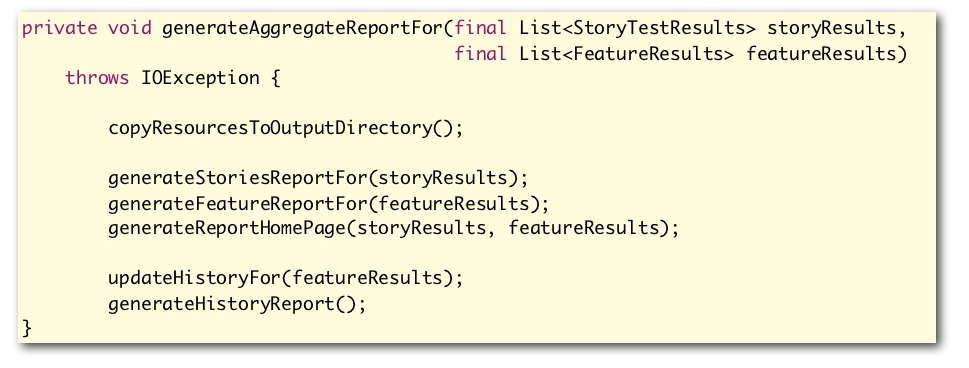 private void generateAggregateReportFor(final List<StoryTestResults> storyResults,
                                        final List<FeatureResults> featureResults)
    throws IOException {

        copyResourcesToOutputDirectory();

        generateStoriesReportFor(storyResults);
        generateFeatureReportFor(featureResults);
        generateReportHomePage(storyResults, featureResults);

        updateHistoryFor(featureResults);
        generateHistoryReport();
}